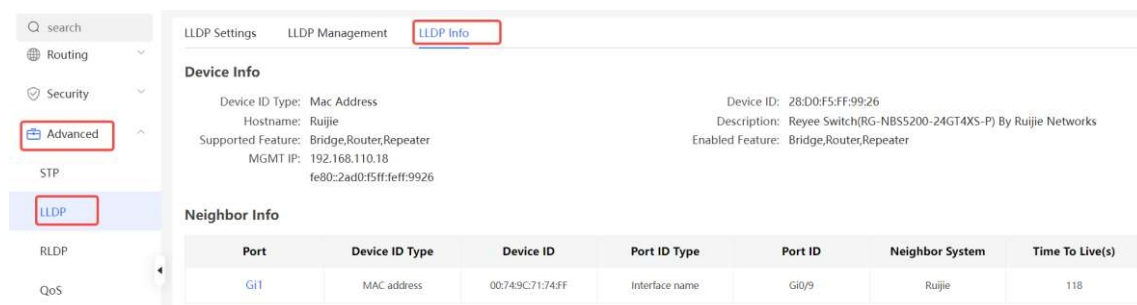 search
Routing
Security
Advanced
STP
LLDP
RLDP
QoS
LLDP Settings LLDP Management LLDP Info
Device Info
Device ID Type: Mac Address Device ID: 28:D0:F5:FF:99:26
Hostname: Ruijie Description: Reyee Switch(RG-NBS5200-24GT4XS-P) By Ruijie Networks
Supported Feature: Bridge,Router,Repeater Enabled Feature: Bridge,Router,Repeater
MGMT IP: 192.168.110.18
fe80::2ad0:f5ff:feff:9926
Neighbor Info
Port Device ID Type Device ID Port ID Type Port ID Neighbor System Time To Live(s)
Gi1 MAC address 00:74:9C:71:74:FF Interface name Gi0/9 Ruijie 118